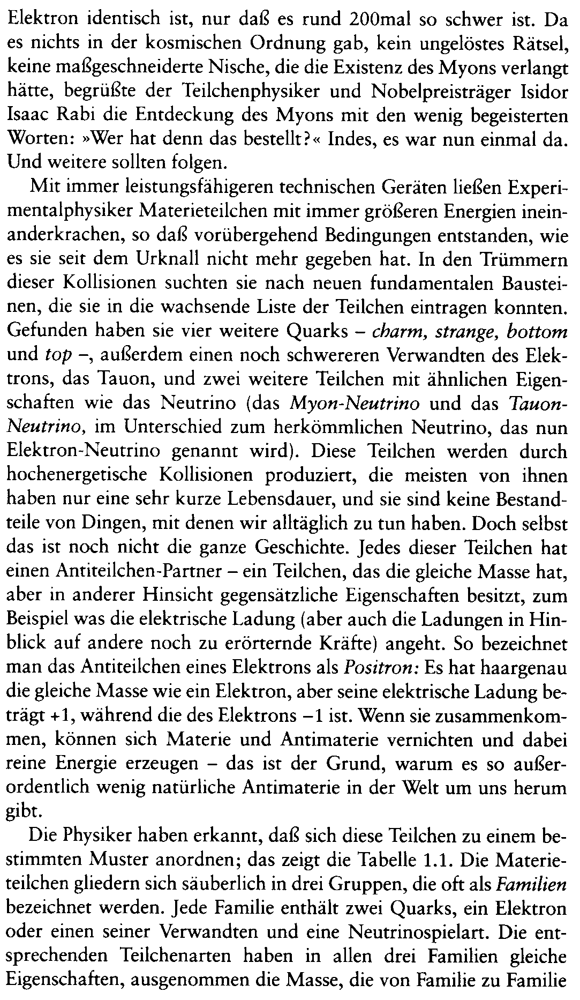 Elektron identisch ist, nur daß es rund 200mal so schwer ist. Da
es nichts in der kosmischen Ordnung gab, kein ungelöstes Rätsel,
keine maßgeschneiderte Nische, die die Existenz des Myons verlangt
hätte, begrüßte der Teilchenphysiker und Nobelpreisträger Isidor
Isaac Rabi die Entdeckung des Myons mit den wenig begeisterten
Worten: »Wer hat denn das bestellt?« Indes, es war nun einmal da.
Und weitere sollten folgen.
Mit immer leistungsfähigeren technischen Geräten ließen Experi-
mentalphysiker Materieteilchen mit immer größeren Energien inein-
anderkrachen, so daß vorübergehend Bedingungen entstanden, wie
es sie seit dem Urknall nicht mehr gegeben hat. In den Trümmern
dieser Kollisionen suchten sie nach neuen fundamentalen Baustei-
nen, die sie in die wachsende Liste der Teilchen eintragen konnten.
Gefunden haben sie vier weitere Quarks – charm, strange, bottom
und top –, außerdem einen noch schwereren Verwandten des Elek-
trons, das Tauon, und zwei weitere Teilchen mit ähnlichen Eigen-
schaften wie das Neutrino (das Myon-Neutrino und das Tauon-
Neutrino, im Unterschied zum herkömmlichen Neutrino, das nun
Elektron-Neutrino genannt wird). Diese Teilchen werden durch
hochenergetische Kollisionen produziert, die meisten von ihnen
haben nur eine sehr kurze Lebensdauer, und sie sind keine Bestand-
teile von Dingen, mit denen wir alltäglich zu tun haben. Doch selbst
das ist noch nicht die ganze Geschichte. Jedes dieser Teilchen hat
einen Antiteilchen-Partner – ein Teilchen, das die gleiche Masse hat,
aber in anderer Hinsicht gegensätzliche Eigenschaften besitzt, zum
Beispiel was die elektrische Ladung (aber auch die Ladungen in Hin-
blick auf andere noch zu erörternde Kräfte) angeht. So bezeichnet
man das Antiteilchen eines Elektrons als Positron: Es hat haargenau
die gleiche Masse wie ein Elektron, aber seine elektrische Ladung be-
trägt +1, während die des Elektrons –1 ist. Wenn sie zusammenkom-
men, können sich Materie und Antimaterie vernichten und dabei
reine Energie erzeugen – das ist der Grund, warum es so außer-
ordentlich wenig natürliche Antimaterie in der Welt um uns herum
gibt.
Die Physiker haben erkannt, daß sich diese Teilchen zu einem be-
stimmten Muster anordnen; das zeigt die Tabelle 1.1. Die Materie-
teilchen gliedern sich säuberlich in drei Gruppen, die oft als Familien
bezeichnet werden. Jede Familie enthält zwei Quarks, ein Elektron
oder einen seiner Verwandten und eine Neutrinospielart. Die ent-
sprechenden Teilchenarten haben in allen drei Familien gleiche
Eigenschaften, ausgenommen die Masse, die von Familie zu Familie